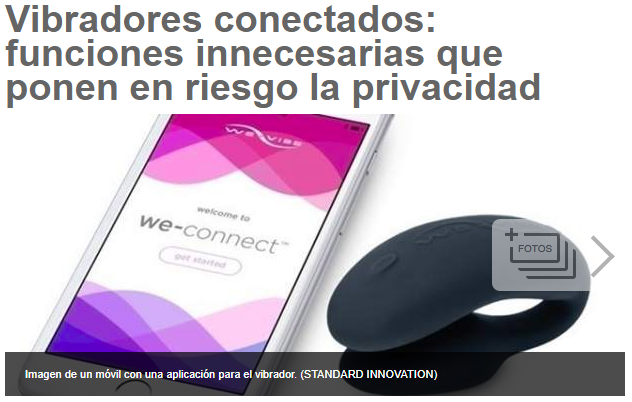 Vibradores conectados:
funciones innecesarias que
ponen en riesgo la privacidad
we-vibe
welcome to
we-connect™
get started
+
FOTOS
Imagen de un móvil con una aplicación para el vibrador. (STANDARD INNOVATION)